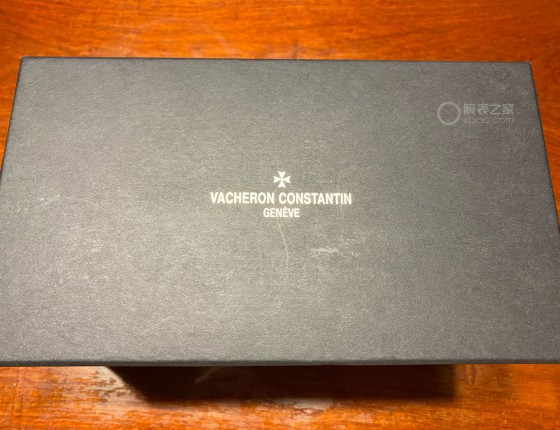 腕表之家
xbiao.com
VACHERON CONSTANTIN
GENÈVE